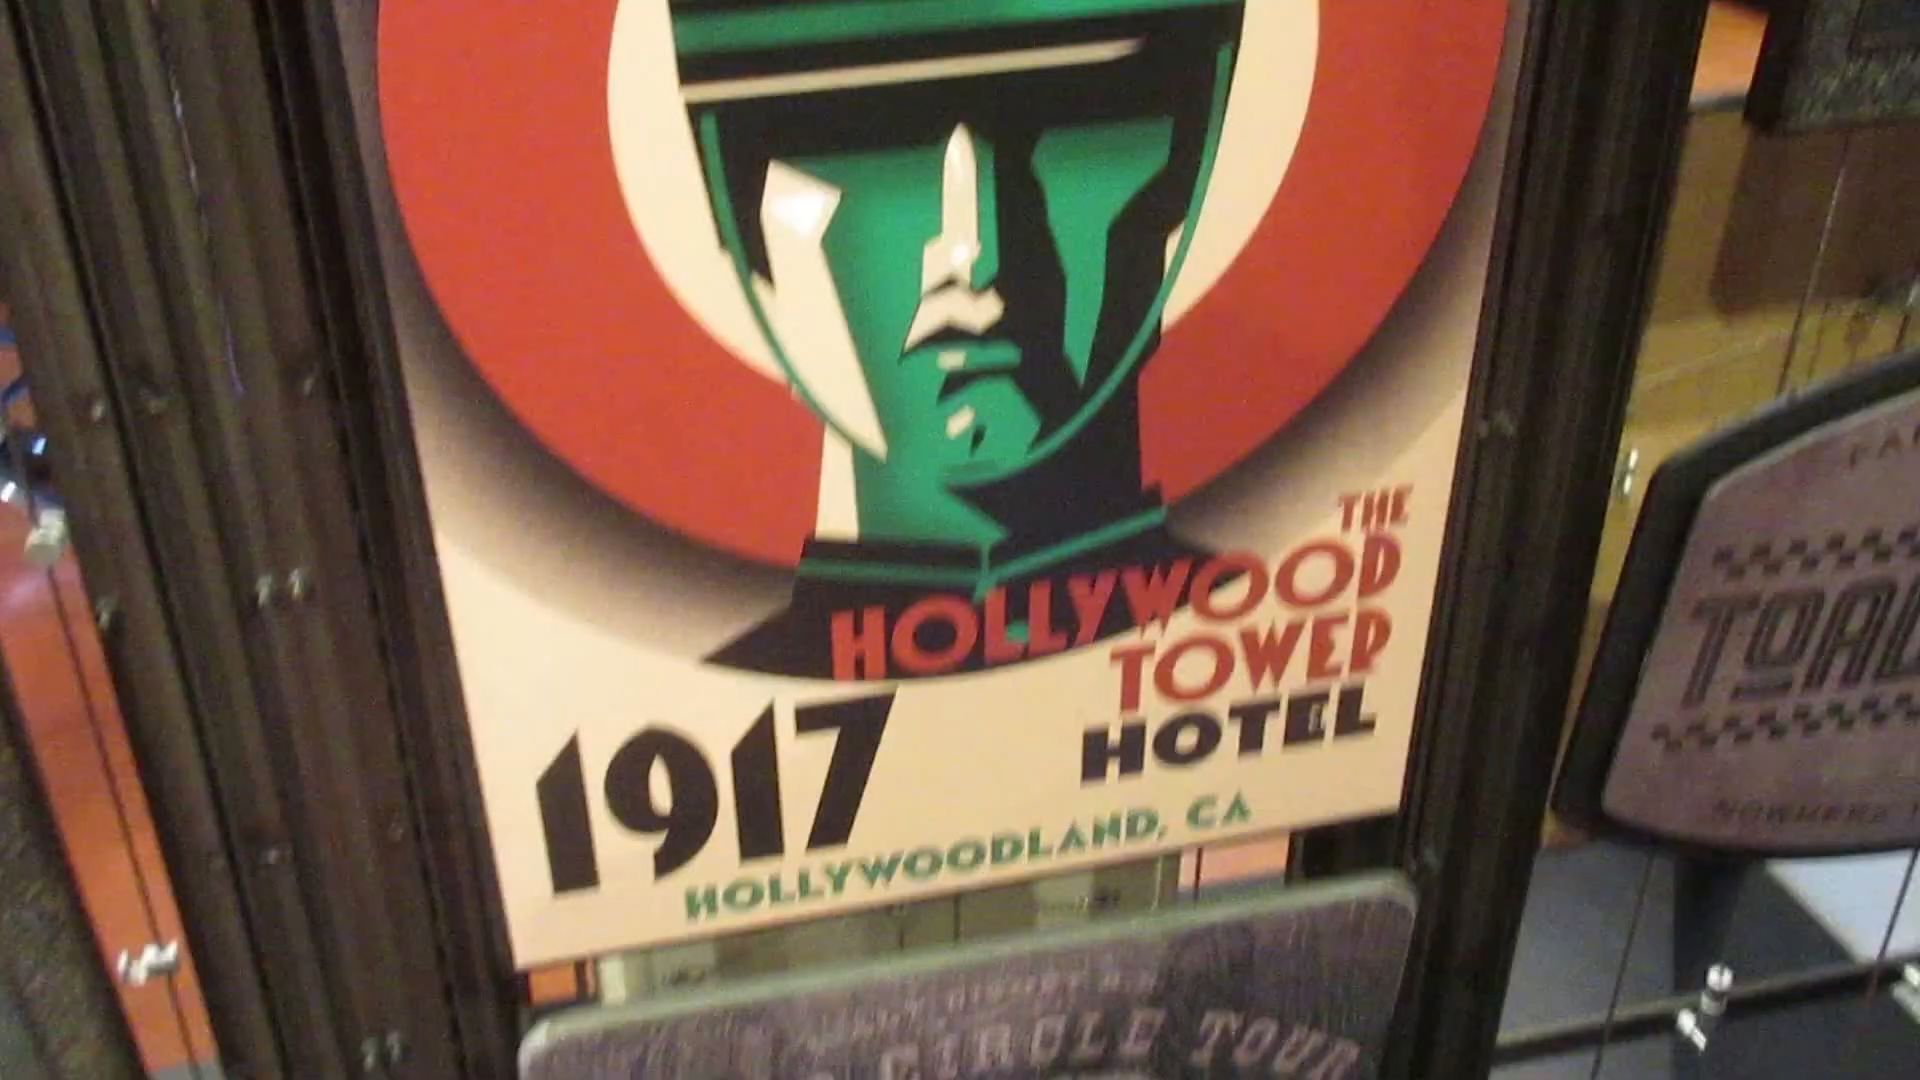 THE
HOLLYWOOD
TOWER
HOTEL
1917
HOLLYWOODLAND, CA
CIRCLE TOUR